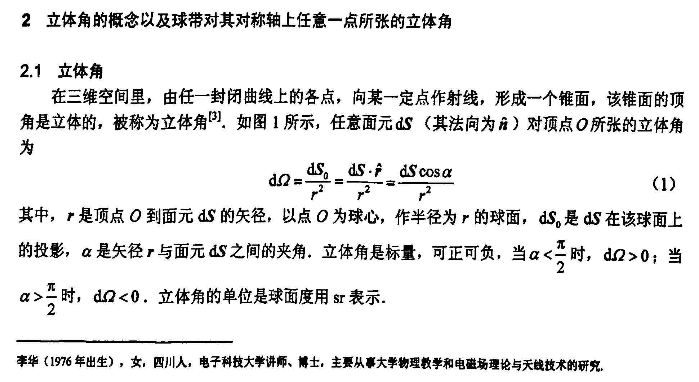 2 立体角的概念以及球带对其对称轴上任意一点所张的立体角
2.1 立体角
在三维空间里，由任一封闭曲线上的各点，向某一定点作射线，形成一个锥面，该锥面的顶
角是立体的，被称为立体角[3]．如图 1 所示，任意面元 dS （其法向为 n̂ ）对顶点 O 所张的立体角
为
dΩ = dS₀/r² = dS·r̂/r² = dS cosα/r² （1）
其中，r 是顶点 O 到面元 dS 的矢径，以点 O 为球心，作半径为 r 的球面，dS₀ 是 dS 在该球面上
的投影，α 是矢径 r 与面元 dS 之间的夹角．立体角是标量，可正可负，当 α < π/2 时，dΩ > 0；当
α > π/2 时，dΩ < 0．立体角的单位是球面度用 sr 表示．
李华（1976 年出生），女，四川人，电子科技大学讲师、博士，主要从事大学物理教学和电磁场理论与天线技术的研究．